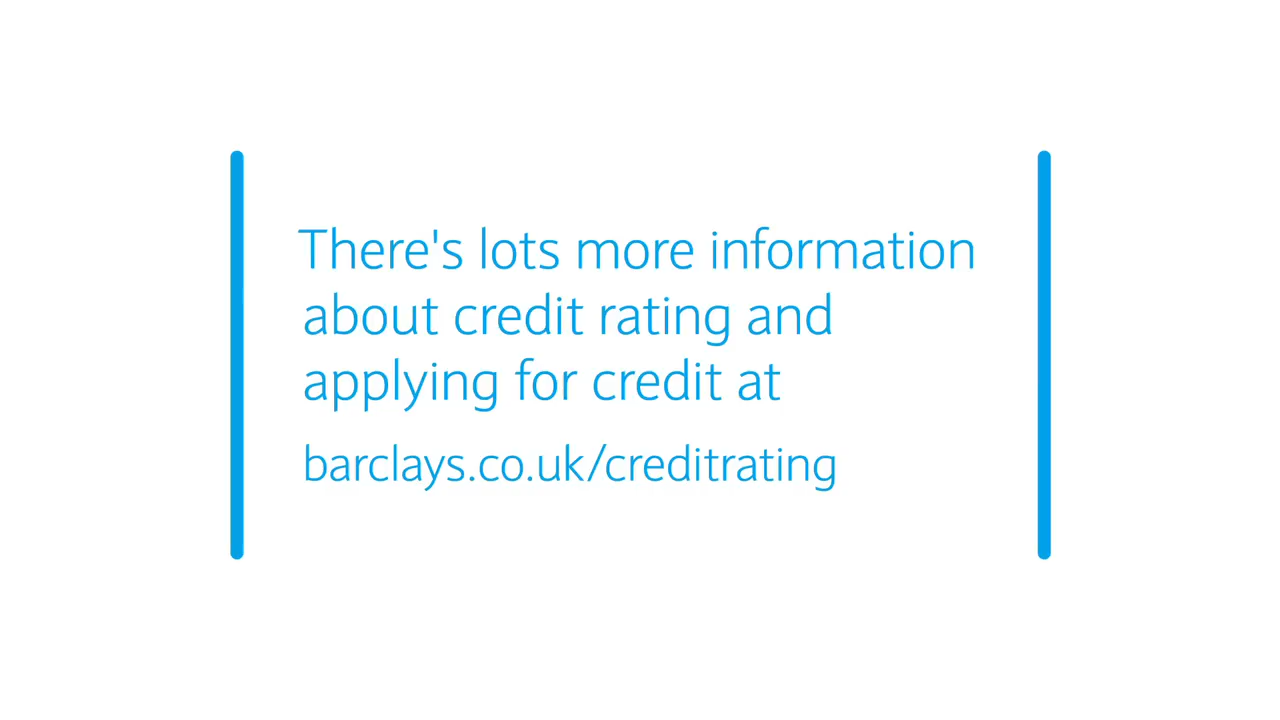 There's lots more information
about credit rating and
applying for credit at
barclays.co.uk/creditrating